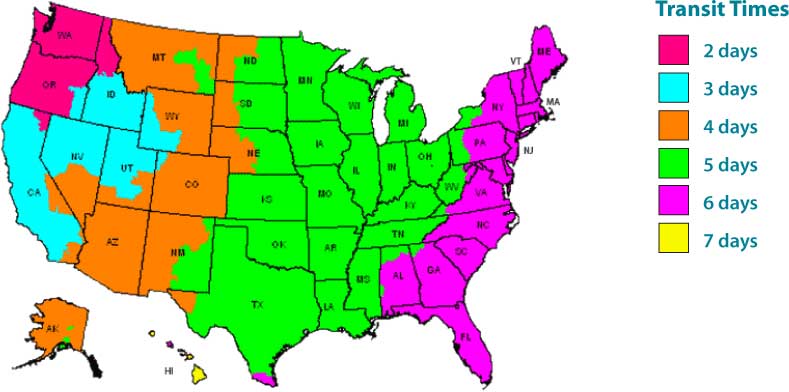 Transit Times
2 days
3 days
4 days
5 days
6 days
7 days
WA
OR
ID
MT
ND
MN
SD
WY
NE
IA
WI
MI
IL
IN
OH
PA
NY
VT
ME
MA
NJ
NV
UT
CA
CO
KS
MO
KY
WV
VA
NC
TN
SC
AZ
NM
OK
AR
MS
AL
GA
TX
LA
FL
AK
HI